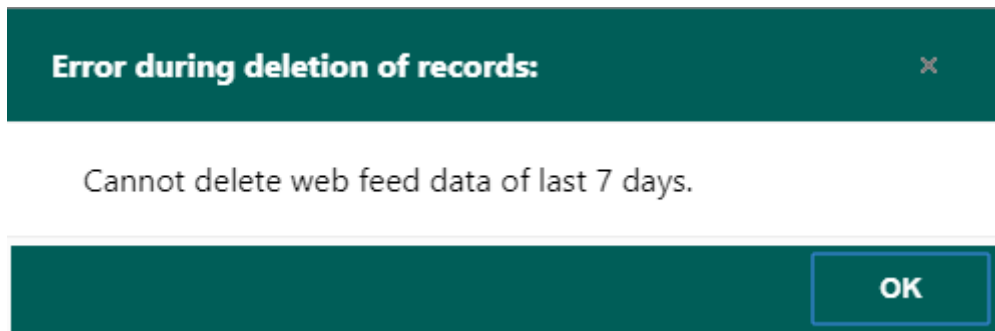 Error during deletion of records:
×
Cannot delete web feed data of last 7 days.
OK